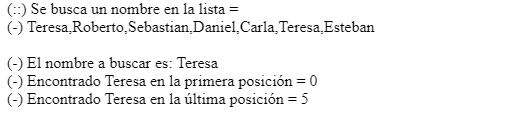 (::) Se busca un nombre en la lista =
(-) Teresa,Roberto,Sebastian,Daniel,Carla,Teresa,Esteban
(-) El nombre a buscar es: Teresa
(-) Encontrado Teresa en la primera posición = 0
(-) Encontrado Teresa en la última posición = 5